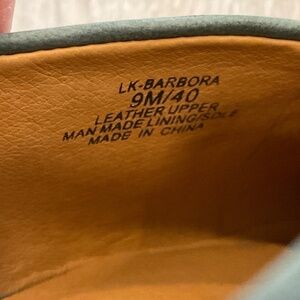 LK-BARBORA
9M/40
LEATHER UPPER
MAN MADE LINING/SOLE
MADE IN CHINA